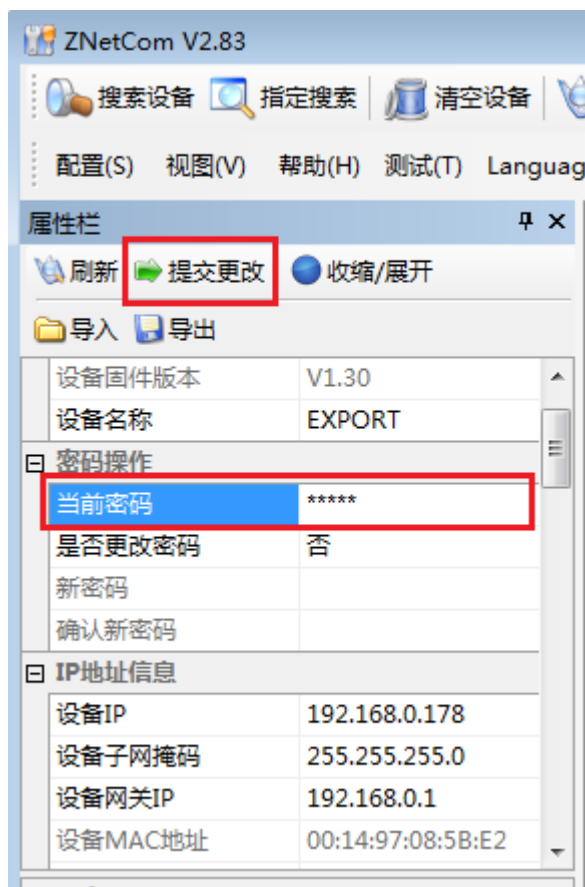 ZNetCom V2.83
搜索设备 指定搜索 清空设备
配置(S) 视图(V) 帮助(H) 测试(T) Languag
属性栏
刷新 提交更改 收缩/展开
导入 导出
设备固件版本 V1.30
设备名称 EXPORT
密码操作
当前密码 *****
是否更改密码 否
新密码
确认新密码
IP地址信息
设备IP 192.168.0.178
设备子网掩码 255.255.255.0
设备网关IP 192.168.0.1
设备MAC地址 00:14:97:08:5B:E2